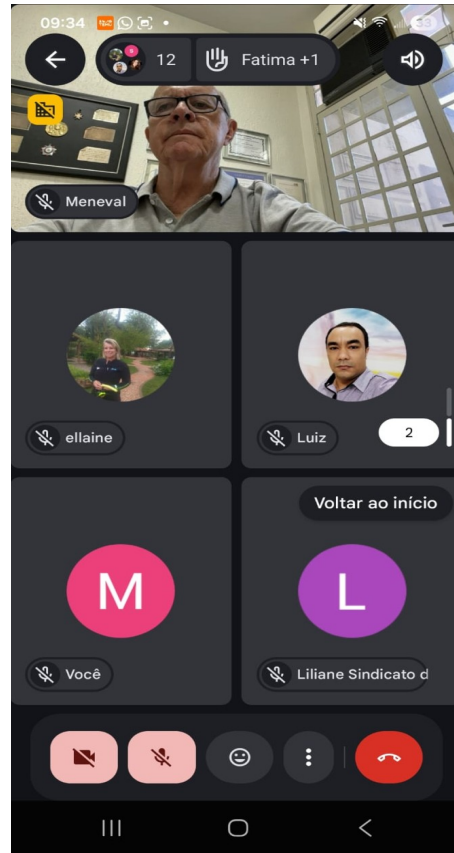 09:34
12
Fatima +1
Meneval
ellaine
Luiz
2
Voltar ao início
M
L
Você
Liliane Sindicato d